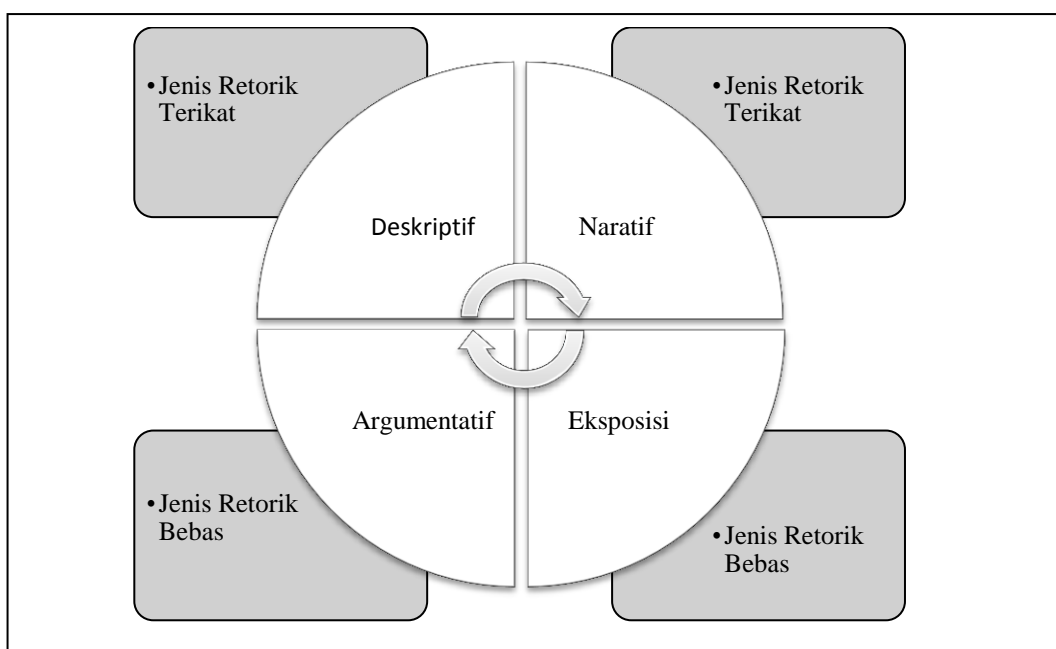 •Jenis Retorik
Terikat
•Jenis Retorik
Terikat
Deskriptif
Naratif
Argumentatif
Eksposisi
•Jenis Retorik
Bebas
•Jenis Retorik
Bebas